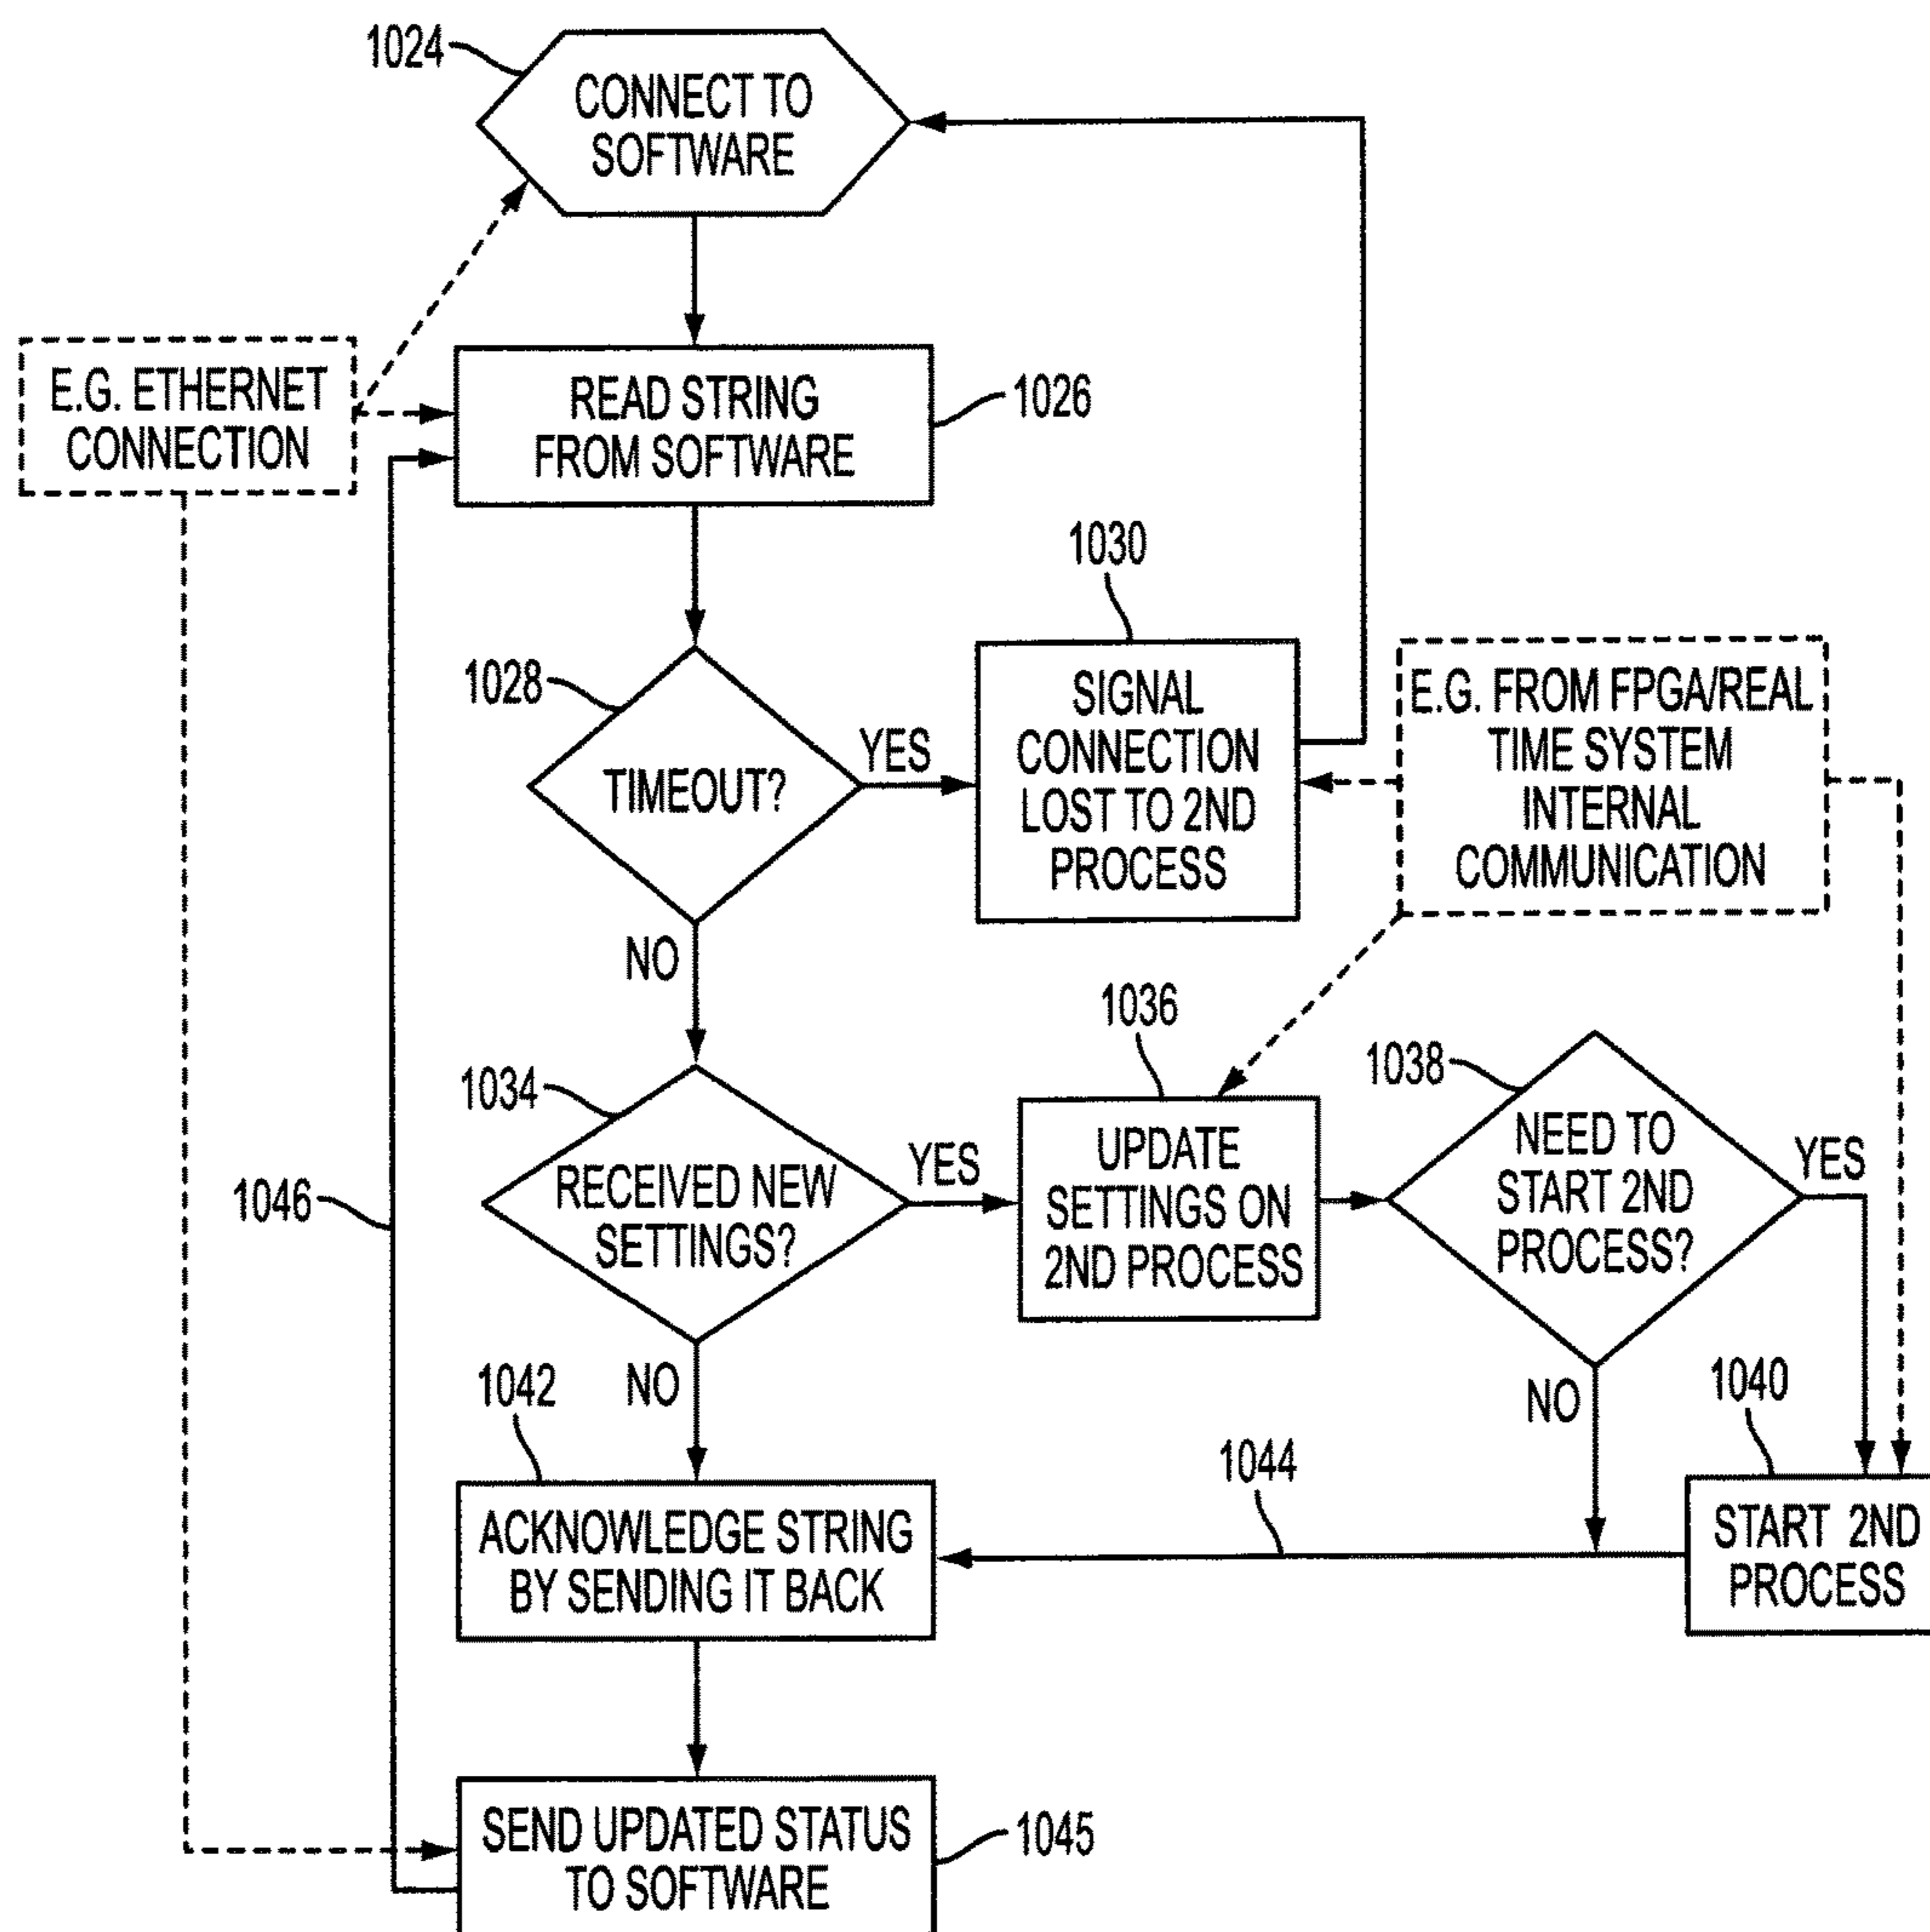 1024
CONNECT TO
SOFTWARE
E.G. ETHERNET
CONNECTION
READ STRING
FROM SOFTWARE
1026
1030
1028
TIMEOUT?
YES
SIGNAL
CONNECTION
LOST TO 2ND
PROCESS
E.G. FROM FPGA/REAL
TIME SYSTEM
INTERNAL
COMMUNICATION
NO
1036
1034
1038
RECEIVED NEW
SETTINGS?
YES
UPDATE
SETTINGS ON
2ND PROCESS
NEED TO
START 2ND
PROCESS?
YES
1046
NO
1042
NO
1040
1044
ACKNOWLEDGE STRING
BY SENDING IT BACK
START 2ND
PROCESS
SEND UPDATED STATUS
TO SOFTWARE
1045